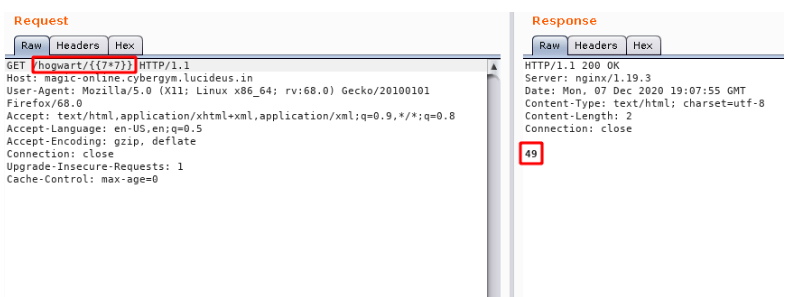 Request
Raw Headers Hex
GET /hogwart/{{7*7}} HTTP/1.1
Host: magic-online.cybergym.lucideus.in
User-Agent: Mozilla/5.0 (X11; Linux x86_64; rv:68.0) Gecko/20100101
Firefox/68.0
Accept: text/html,application/xhtml+xml,application/xml;q=0.9,*/*;q=0.8
Accept-Language: en-US,en;q=0.5
Accept-Encoding: gzip, deflate
Connection: close
Upgrade-Insecure-Requests: 1
Cache-Control: max-age=0
Response
Raw Headers Hex
HTTP/1.1 200 OK
Server: nginx/1.19.3
Date: Mon, 07 Dec 2020 19:07:55 GMT
Content-Type: text/html; charset=utf-8
Content-Length: 2
Connection: close
49